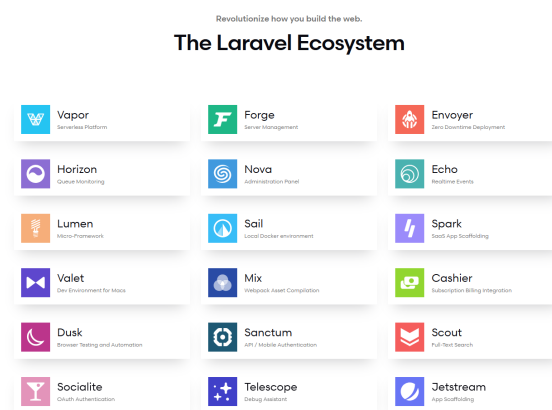 Revolutionize how you build the web.
The Laravel Ecosystem
Vapor
Serverless Platform
Forge
Server Management
Envoyer
Zero Downtime Deployment
Horizon
Queue Monitoring
Nova
Administration Panel
Echo
Realtime Events
Lumen
Micro-Framework
Sail
Local Docker environment
Spark
SaaS App Scaffolding
Valet
Dev Environment for Macs
Mix
Webpack Asset Compilation
Cashier
Subscription Billing Integration
Dusk
Browser Testing and Automation
Sanctum
API / Mobile Authentication
Scout
Full-Text Search
Socialite
OAuth Authentication
Telescope
Debug Assistant
Jetstream
App Scaffolding